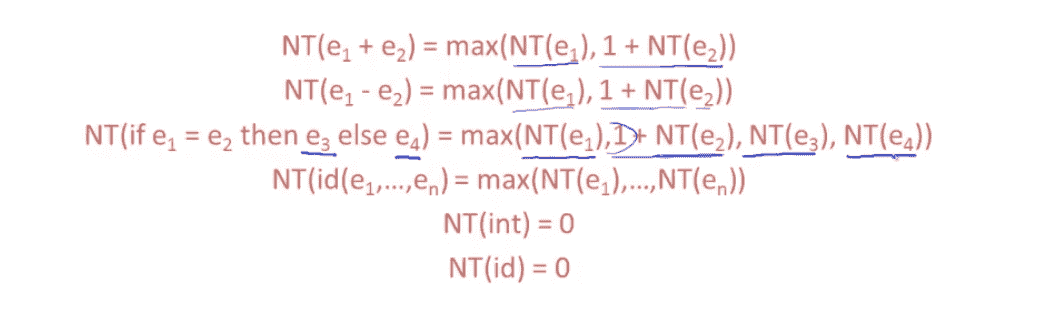 NT(e₁ + e₂) = max(NT(e₁), 1 + NT(e₂))
NT(e₁ - e₂) = max(NT(e₁), 1 + NT(e₂))
NT(if e₁ = e₂ then e₃ else e₄) = max(NT(e₁),1 + NT(e₂), NT(e₃), NT(e₄))
NT(id(e₁,...,eₙ) = max(NT(e₁),...,NT(eₙ))
NT(int) = 0
NT(id) = 0